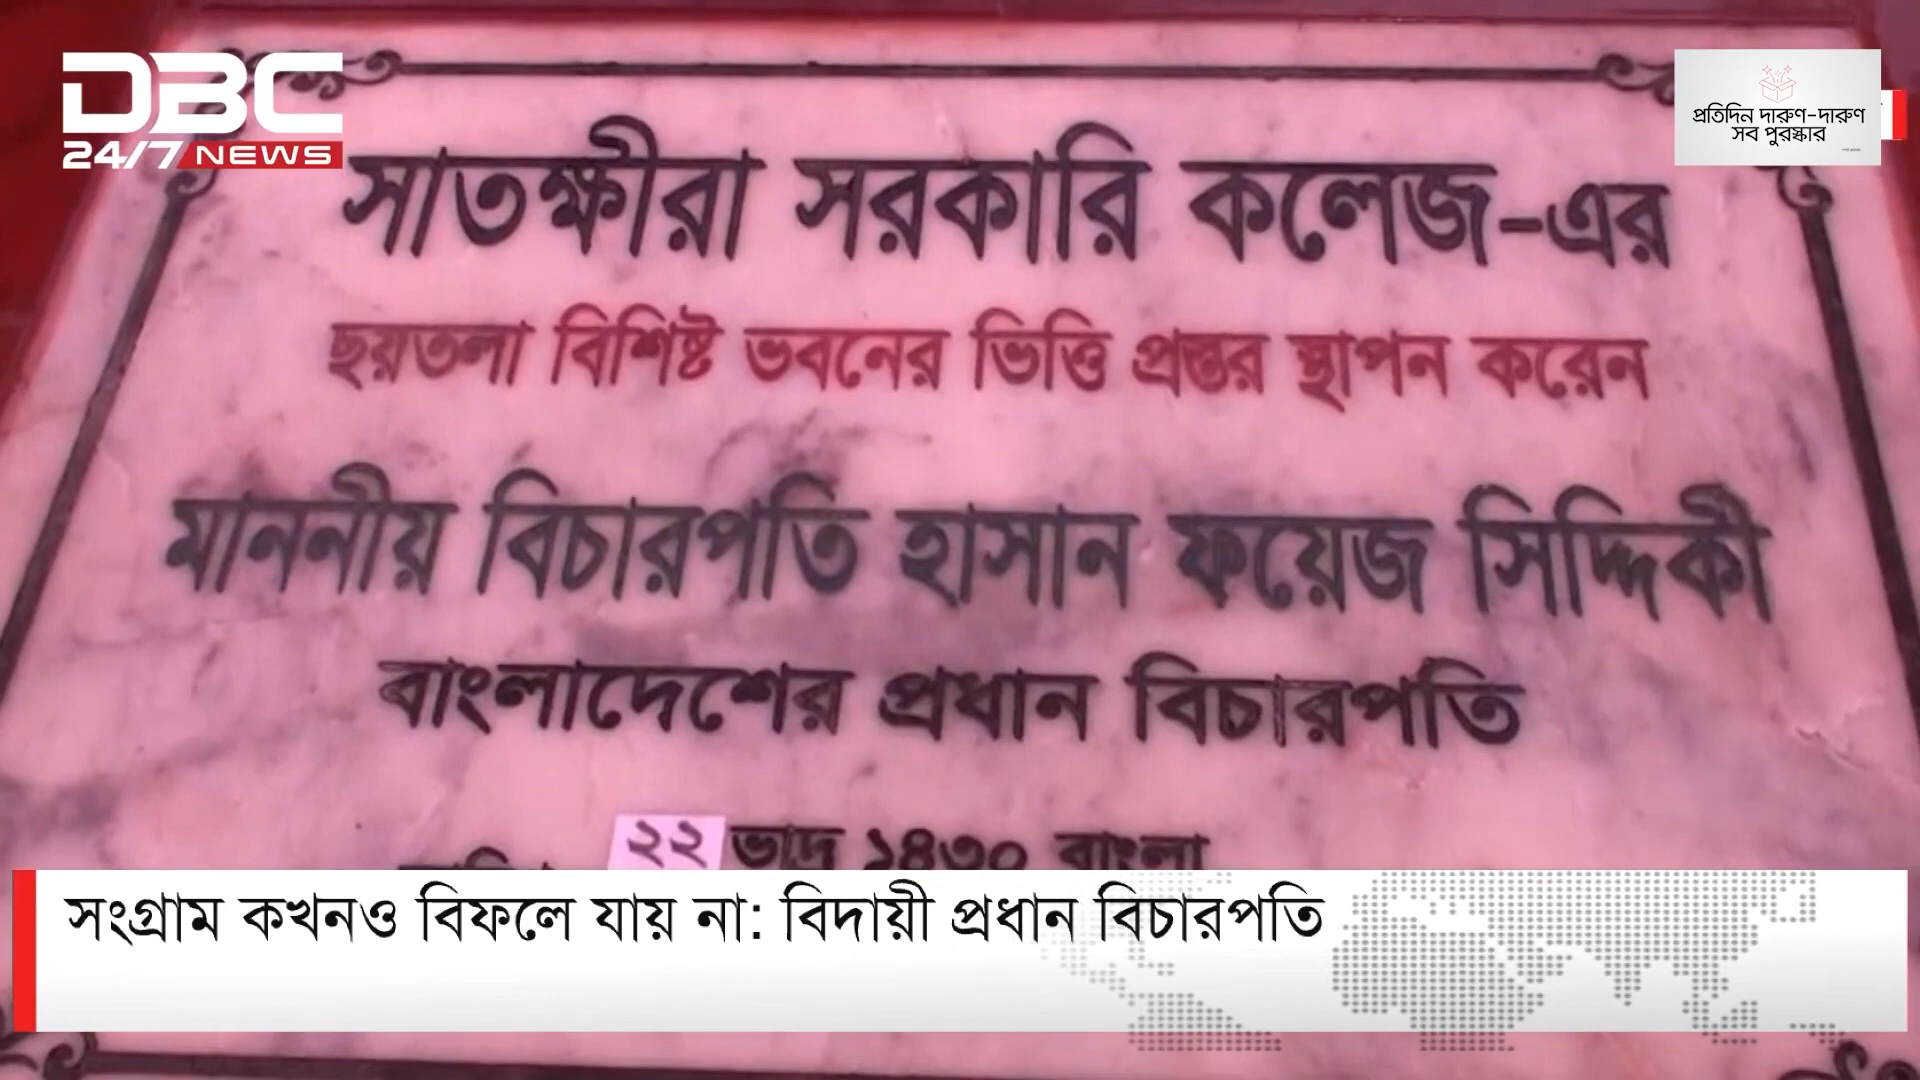 DBC
24/7 NEWS
প্রতিদিন দারুণ-দারুণ
সব পুরস্কার
সাতক্ষীরা সরকারি কলেজ-এর
ছয়তলা বিশিষ্ট ভবনের ভিত্তি প্রস্তর স্থাপন করেন
মাননীয় বিচারপতি হাসান ফয়েজ সিদ্দিকী
বাংলাদেশের প্রধান বিচারপতি
২২ ভাদ্র ১৪৩০ বাংলা
সংগ্রাম কখনও বিফলে যায় না: বিদায়ী প্রধান বিচারপতি